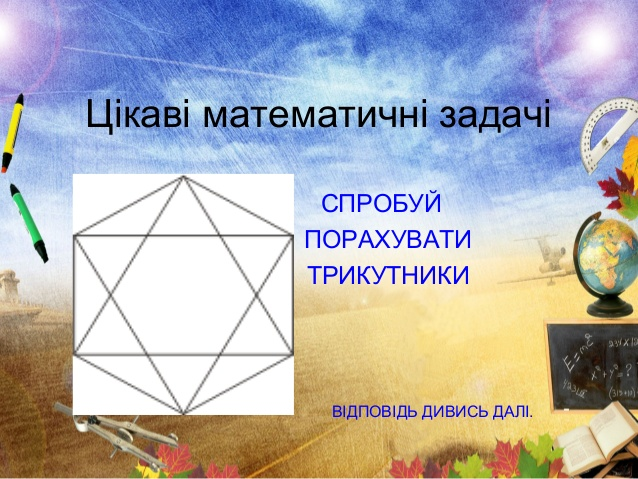 Цікаві математичні задачі
СПРОБУЙ
ПОРАХУВАТИ
ТРИКУТНИКИ
ВІДПОВІДЬ ДИВИСЬ ДАЛІ.